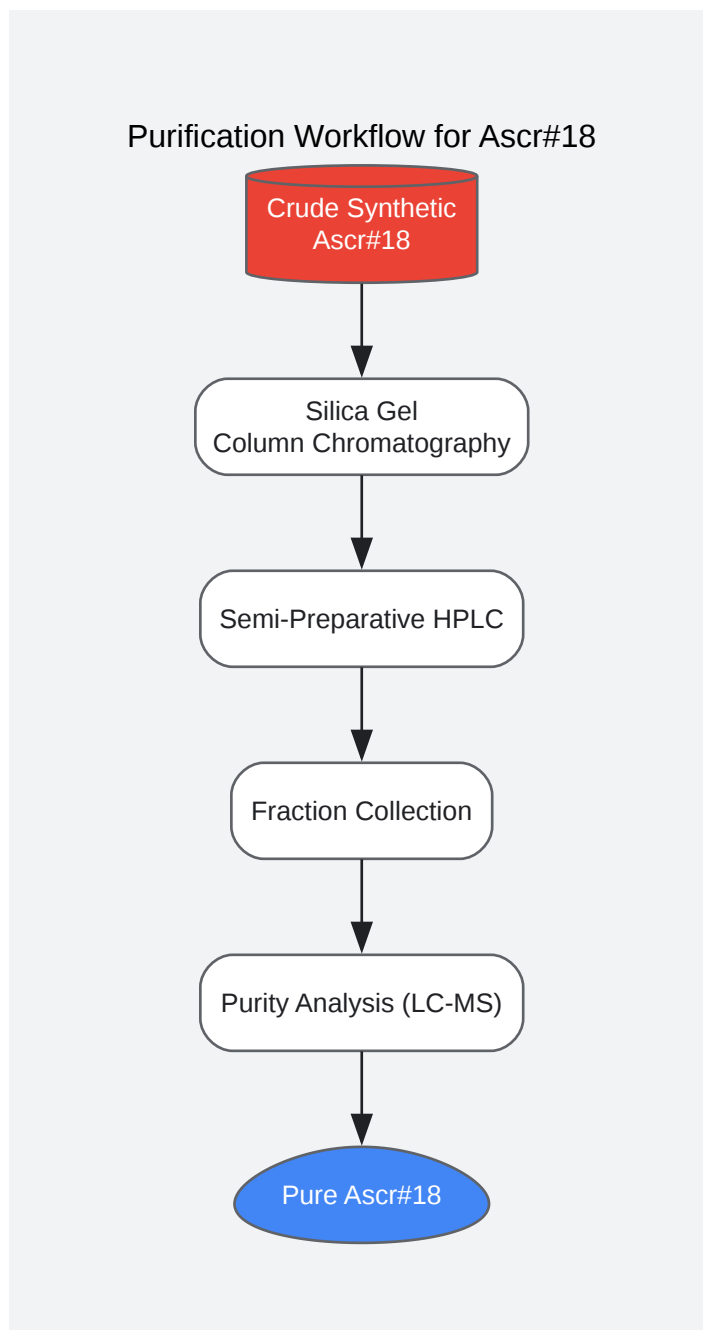 Purification Workflow for Ascr#18
Crude Synthetic
Ascr#18
Silica Gel
Column Chromatography
Semi-Preparative HPLC
Fraction Collection
Purity Analysis (LC-MS)
Pure Ascr#18